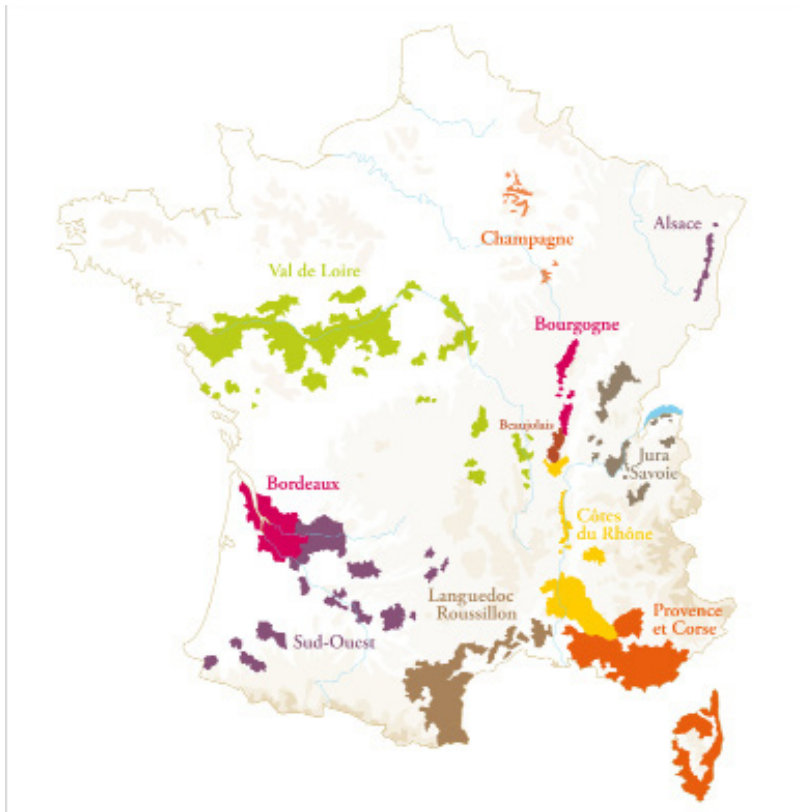 Alsace
Champagne
Val de Loire
Bourgogne
Beaujolais
Jura
Savoie
Bordeaux
Côtes
du Rhône
Languedoc
Roussillon
Provence
et Corse
Sud-Ouest